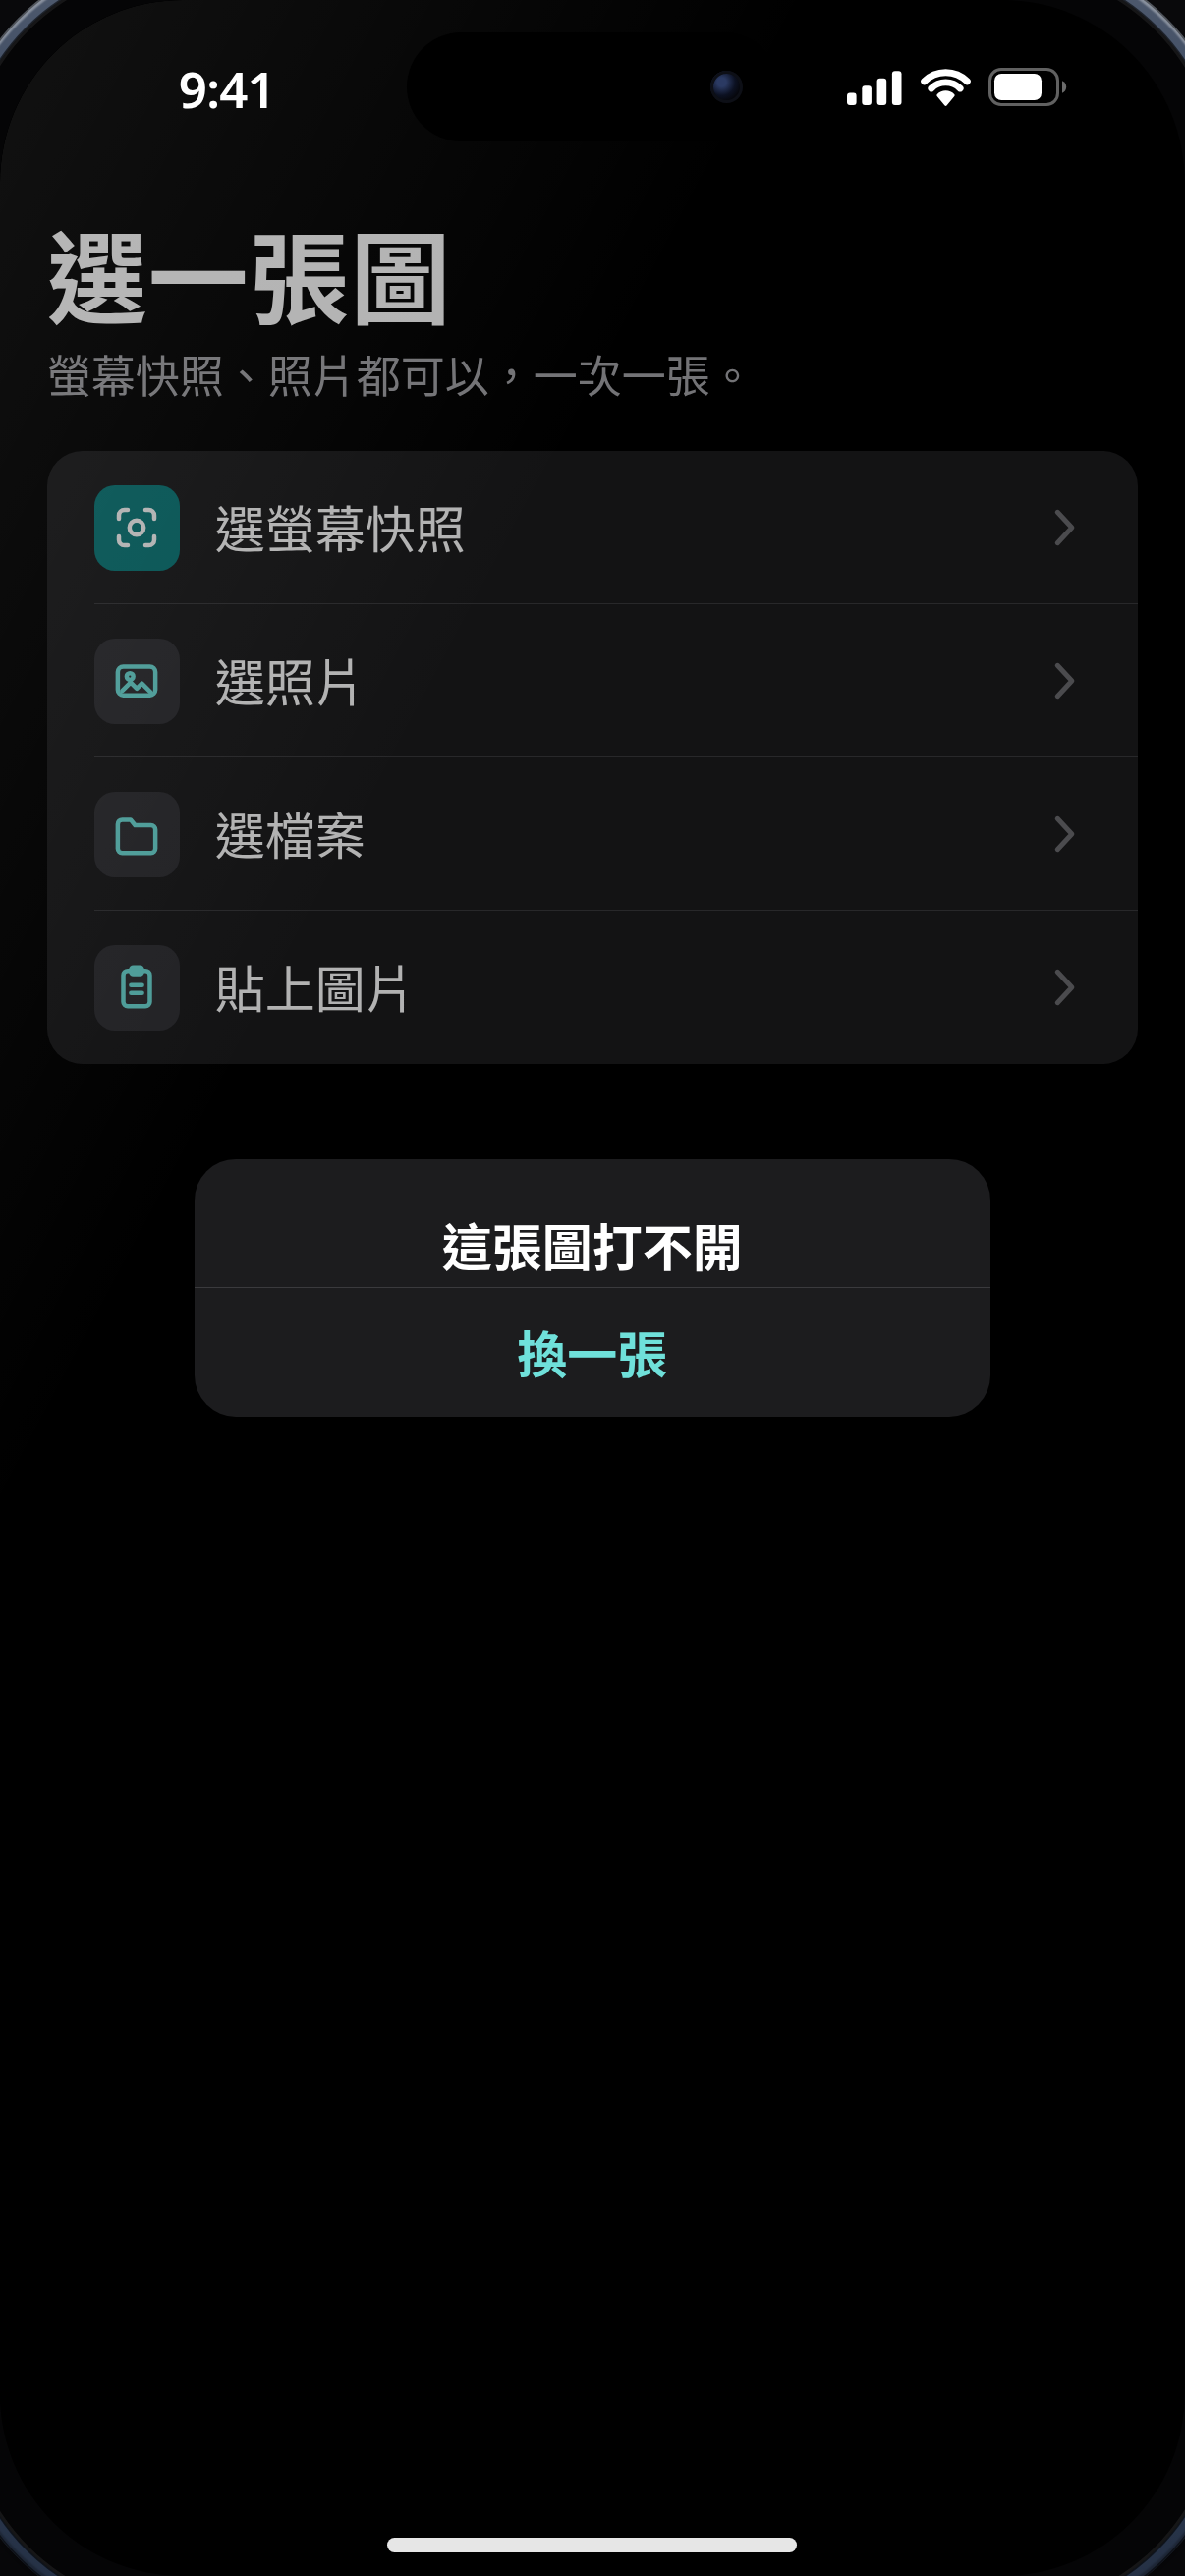 9:41
選一張圖
螢幕快照、照片都可以，一次一張。
選螢幕快照
選照片
選檔案
貼上圖片
這張圖打不開
換一張